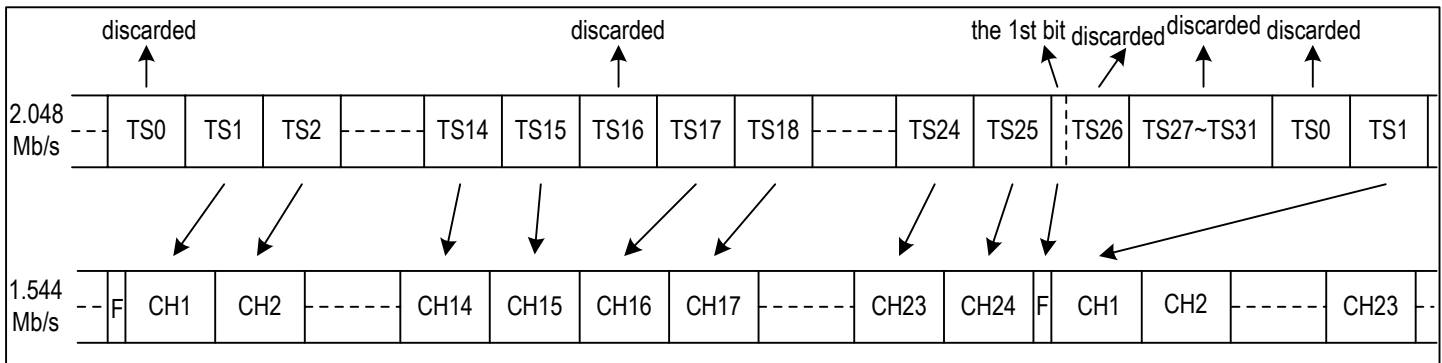 discarded discarded the 1st bit discarded discarded discarded
2.048 Mb/s TS0 TS1 TS2 TS14 TS15 TS16 TS17 TS18 TS24 TS25 TS26 TS27~TS31 TS0 TS1
1.544 Mb/s F CH1 CH2 CH14 CH15 CH16 CH17 CH23 CH24 F CH1 CH2 CH23